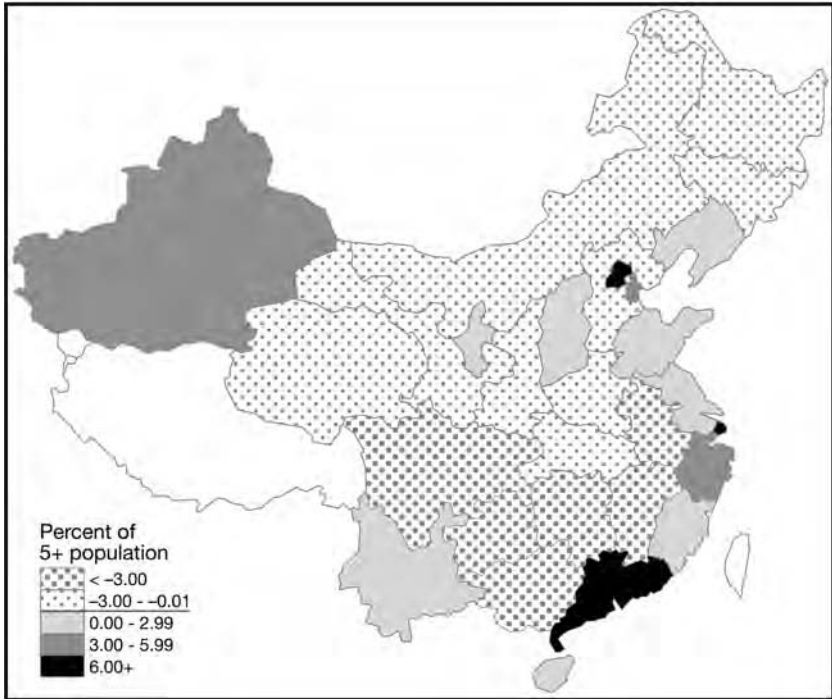 Percent of
5+ population
< −3.00
−3.00 - −0.01
0.00 - 2.99
3.00 - 5.99
6.00+